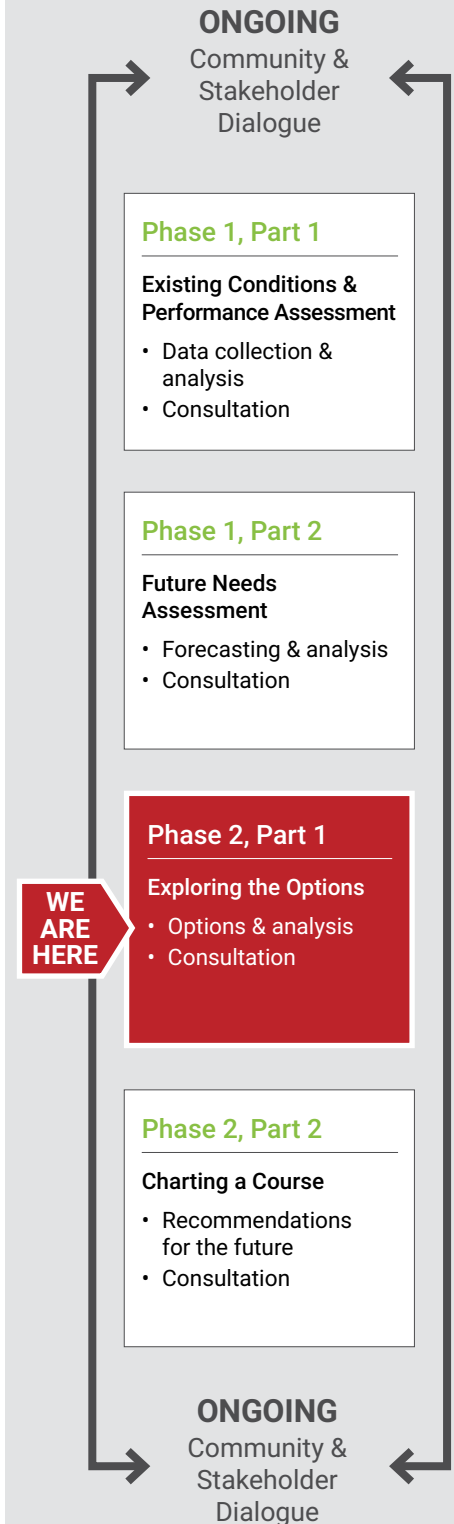 ONGOING
Community &
Stakeholder
Dialogue
Phase 1, Part 1
Existing Conditions &
Performance Assessment
• Data collection &
analysis
• Consultation
Phase 1, Part 2
Future Needs
Assessment
• Forecasting & analysis
• Consultation
WE
ARE
HERE
Phase 2, Part 1
Exploring the Options
• Options & analysis
• Consultation
Phase 2, Part 2
Charting a Course
• Recommendations
for the future
• Consultation
ONGOING
Community &
Stakeholder
Dialogue